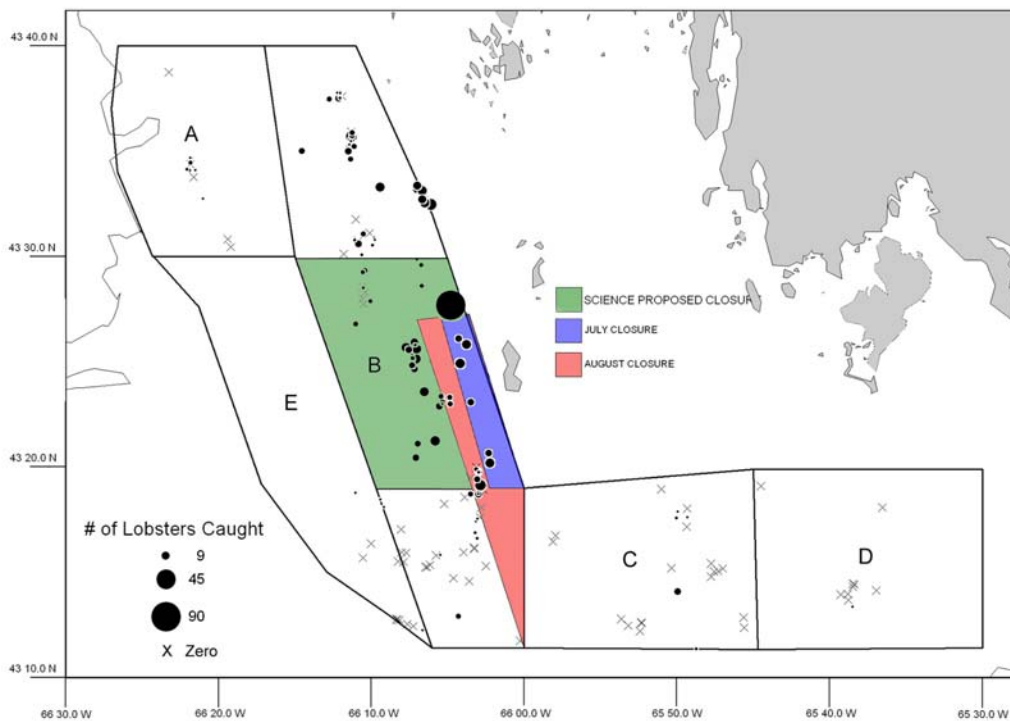 43 40.0 N
A
43 30.0 N
SCIENCE PROPOSED CLOSUR
JULY CLOSURE
B
AUGUST CLOSURE
E
43 20.0 N
# of Lobsters Caught
9
C
D
45
90
X Zero
43 10.0 N
66 30.0 W
66 20.0 W
66 10.0 W
66 00.0 W
65 50.0 W
65 40.0 W
65 30.0 W